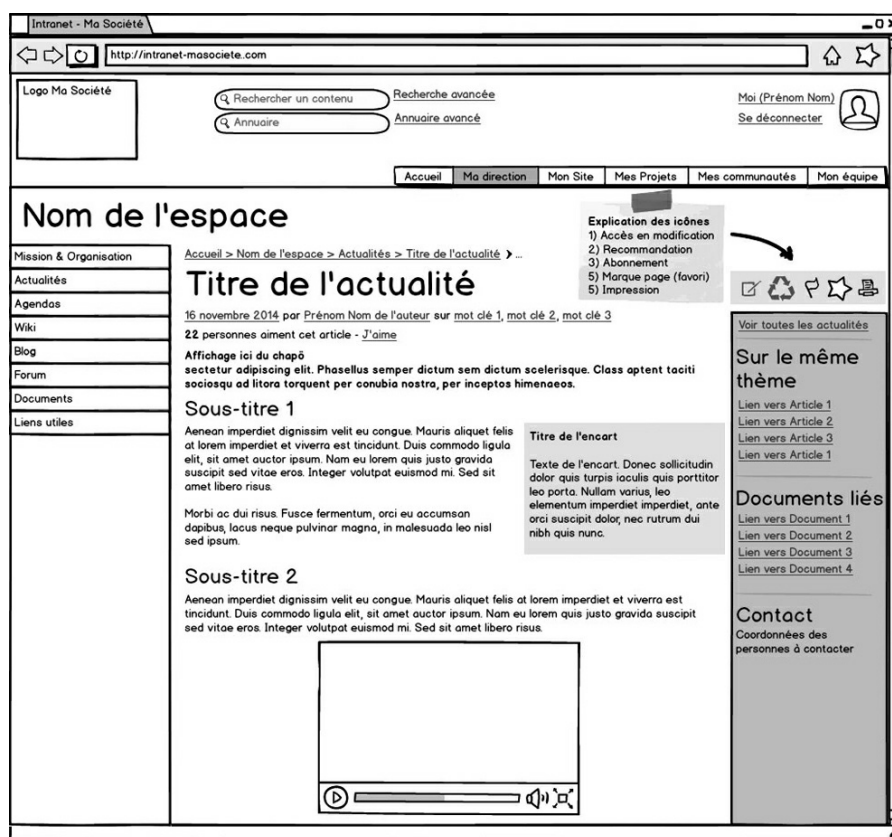 Intranet - Ma Société
http://intranet-masociete.com
Logo Ma Société
Rechercher un contenu
Recherche avancée
Annuaire
Annuaire avancé
Moi (Prénom Nom)
Se déconnecter
Accueil
Ma direction
Mon Site
Mes Projets
Mes communautés
Mon équipe
Nom de l'espace
Explication des icônes
1) Accès en modification
2) Recommandation
3) Abonnement
5) Marque page (favori)
5) Impression
Mission & Organisation
Actualités
Agendas
Wiki
Blog
Forum
Documents
Liens utiles
Accueil > Nom de l'espace > Actualités > Titre de l'actualité > ...
Titre de l'actualité
16 novembre 2014 par Prénom Nom de l'auteur sur mot clé 1, mot clé 2, mot clé 3
22 personnes aiment cet article - J'aime
Affichage ici du chapô
sectetur adipiscing elit. Phasellus semper dictum sem dictum scelerisque. Class aptent taciti
sociosqu ad litora torquent per conubia nostra, per inceptos himenaeos.
Sous-titre 1
Aenean imperdiet dignissim velit eu congue. Mauris aliquet felis
at lorem imperdiet et viverra est tincidunt. Duis commodo ligula
elit, sit amet auctor ipsum. Nam eu lorem quis justo gravida
suscipit sed vitae eros. Integer volutpat euismod mi. Sed sit
amet libero risus.
Morbi ac dui risus. Fusce fermentum, orci eu accumsan
dapibus, lacus neque pulvinar magna, in malesuada leo nisl
sed ipsum.
Titre de l'encart
Texte de l'encart. Donec sollicitudin
dolor quis turpis iaculis quis porttitor
leo porta. Nullam varius, leo
elementum imperdiet imperdiet, ante
orci suscipit dolor, nec rutrum dui
nibh quis nunc.
Sous-titre 2
Aenean imperdiet dignissim velit eu congue. Mauris aliquet felis at lorem imperdiet et viverra est
tincidunt. Duis commodo ligula elit, sit amet auctor ipsum. Nam eu lorem quis justo gravida suscipit
sed vitae eros. Integer volutpat euismod mi. Sed sit amet libero risus.
Voir toutes les actualités
Sur le même
thème
Lien vers Article 1
Lien vers Article 2
Lien vers Article 3
Lien vers Article 1
Documents liés
Lien vers Document 1
Lien vers Document 2
Lien vers Document 3
Lien vers Document 4
Contact
Coordonnées des
personnes à contacter